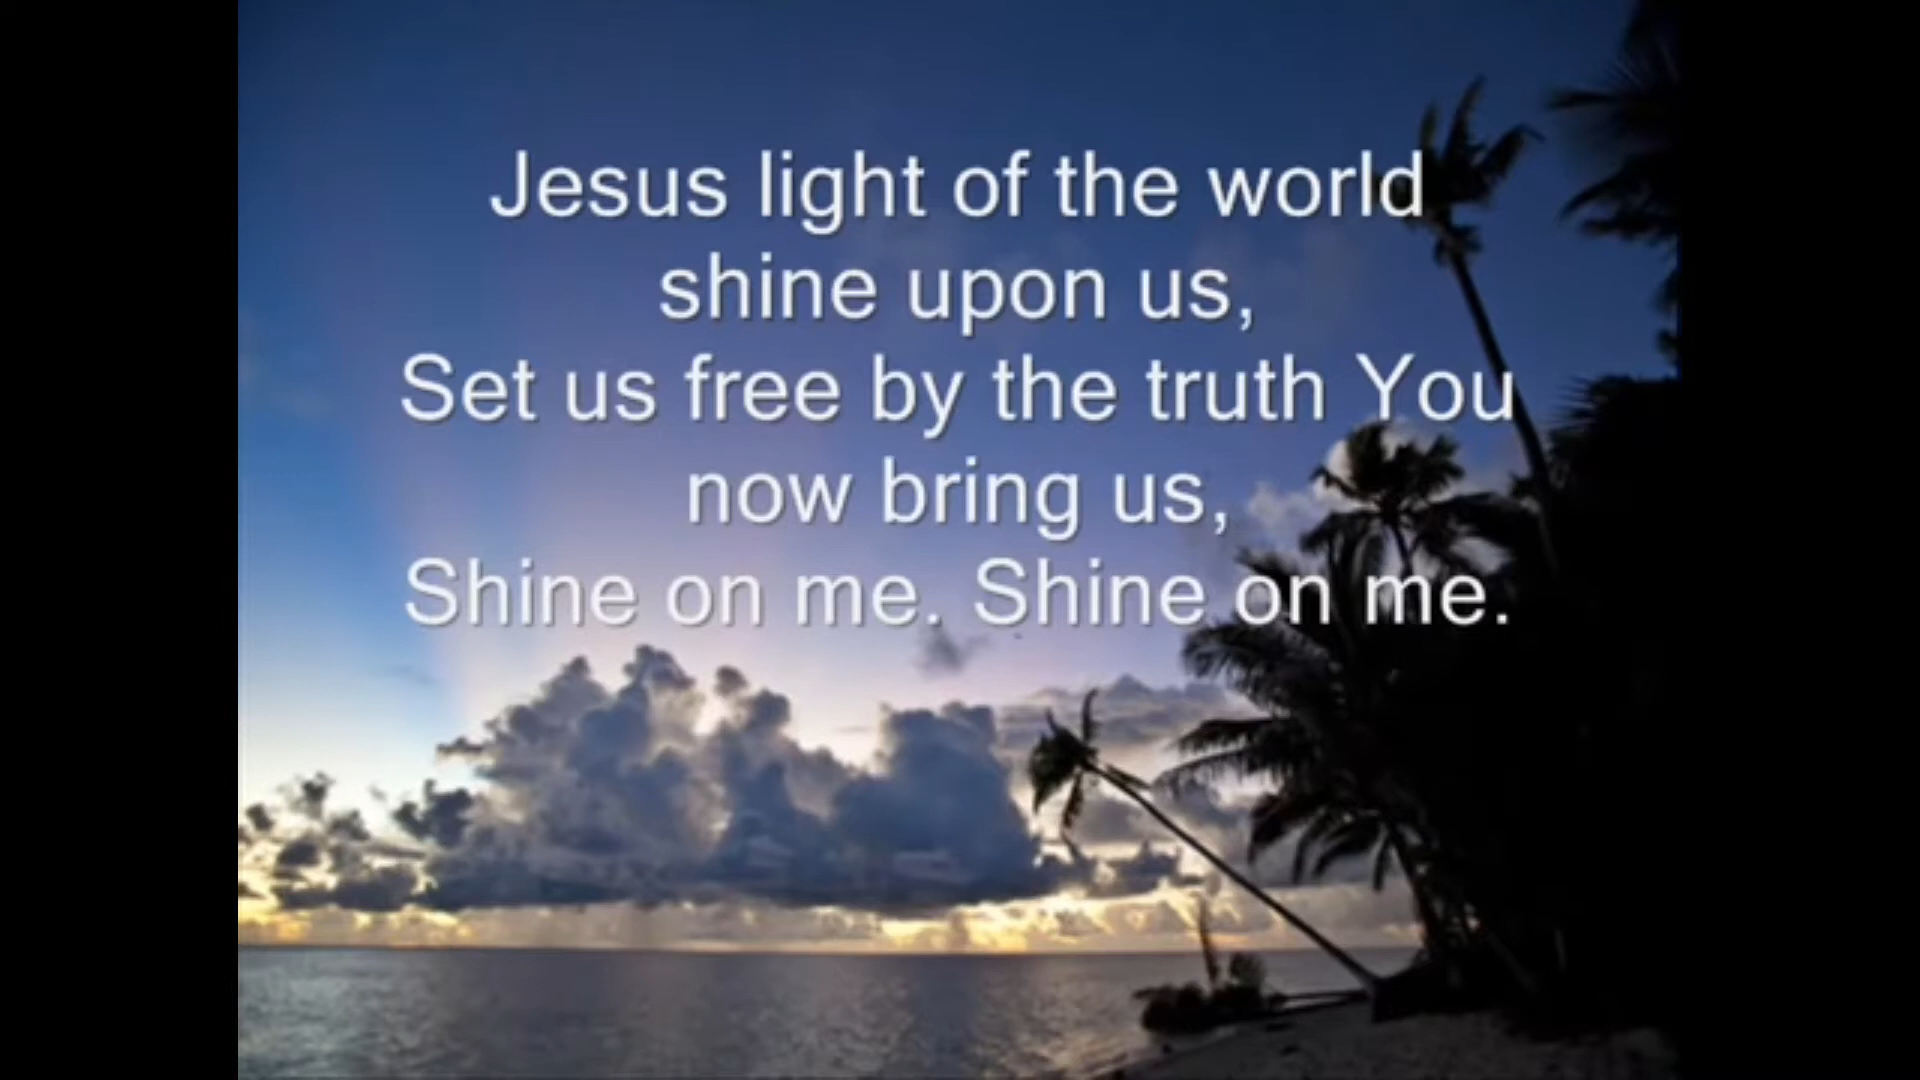 Jesus light of the world
shine upon us,
Set us free by the truth You
now bring us,
Shine on me. Shine on me.